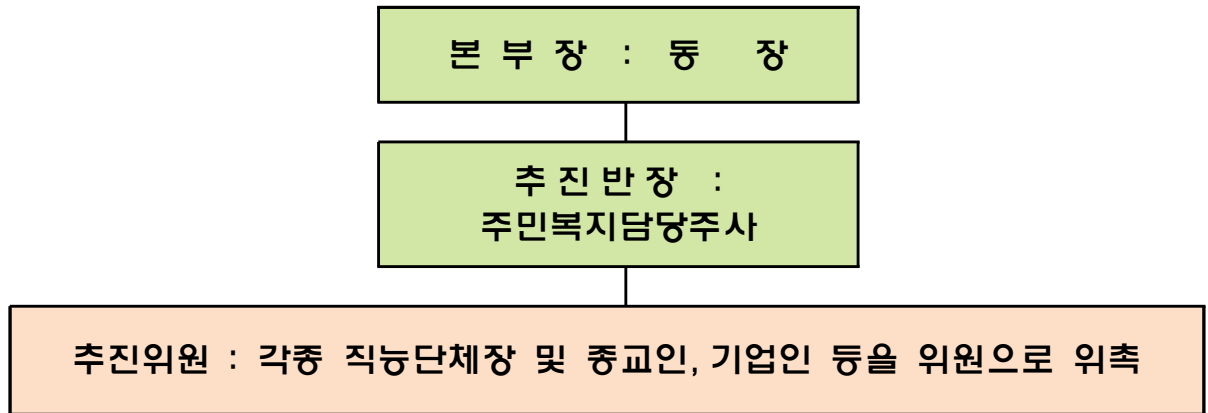 본 부 장 : 동 장
추 진 반 장 :
주민복지담당주사
추진위원 : 각종 직능단체장 및 종교인, 기업인 등을 위원으로 위촉